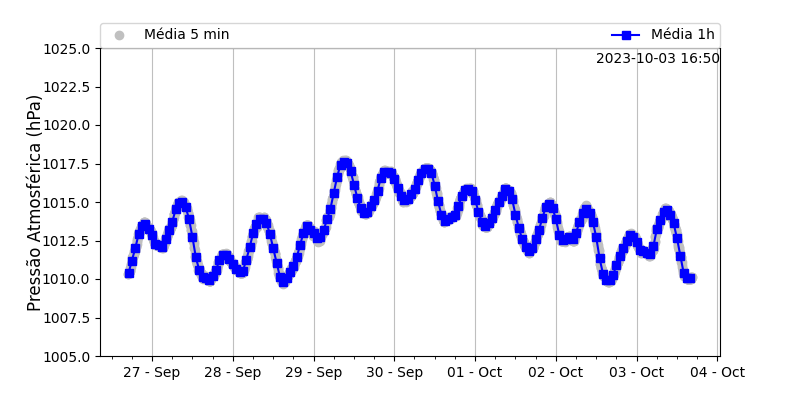 Média 5 min
Média 1h
2023-10-03 16:50
Pressão Atmosférica (hPa)
1025.0
1022.5
1020.0
1017.5
1015.0
1012.5
1010.0
1007.5
1005.0
27 - Sep
28 - Sep
29 - Sep
30 - Sep
01 - Oct
02 - Oct
03 - Oct
04 - Oct